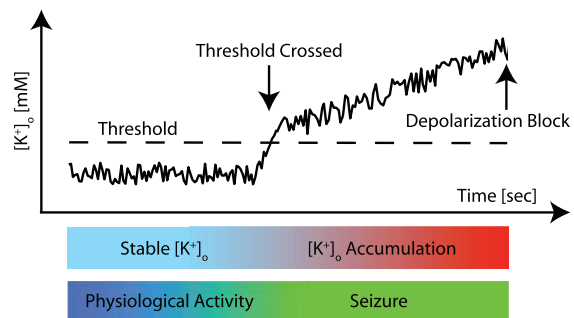 Threshold Crossed
[K⁺]ₒ [mM]
Threshold
Depolarization Block
Time [sec]
Stable [K⁺]ₒ
[K⁺]ₒ Accumulation
Physiological Activity
Seizure